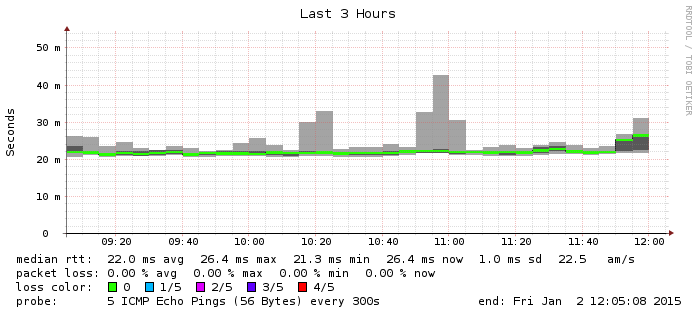 Last 3 Hours
RRDTOOL / TOBI OETIKER
Seconds
50 m
40 m
30 m
20 m
10 m
0
09:20 09:40 10:00 10:20 10:40 11:00 11:20 11:40 12:00
median rtt: 22.0 ms avg 26.4 ms max 21.3 ms min 26.4 ms now 1.0 ms sd 22.5 am/s
packet loss: 0.00 % avg 0.00 % max 0.00 % min 0.00 % now
loss color: 0 1/5 2/5 3/5 4/5
probe: 5 ICMP Echo Pings (56 Bytes) every 300s end: Fri Jan 2 12:05:08 2015